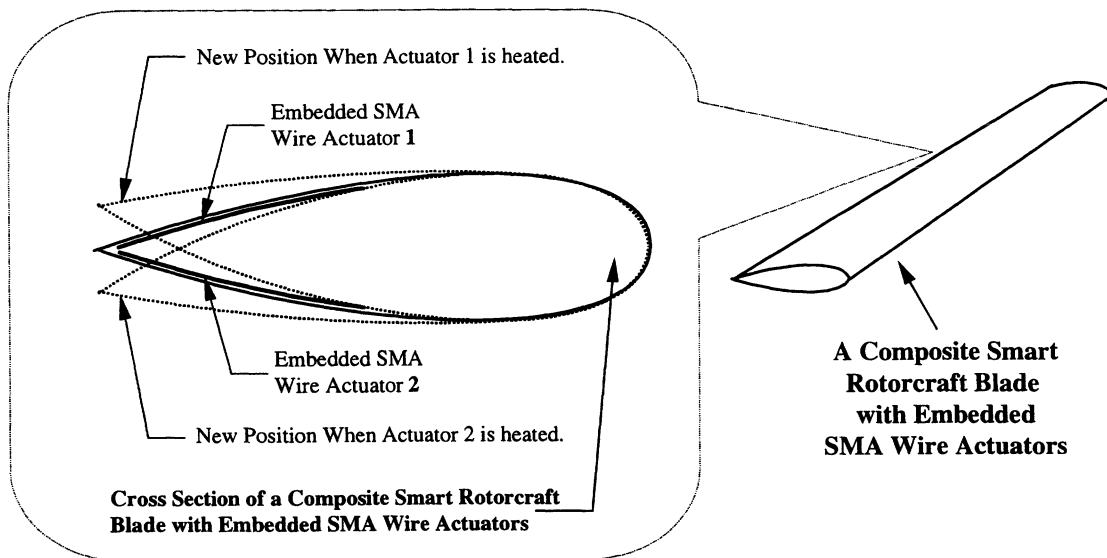 New Position When Actuator 1 is heated.
Embedded SMA
Wire Actuator 1
Embedded SMA
Wire Actuator 2
New Position When Actuator 2 is heated.
Cross Section of a Composite Smart Rotorcraft
Blade with Embedded SMA Wire Actuators
A Composite Smart
Rotorcraft Blade
with Embedded
SMA Wire Actuators